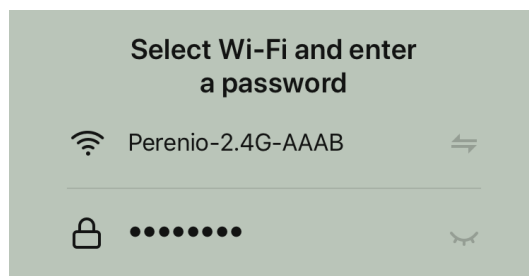 Select Wi-Fi and enter
a password
Perenio-2.4G-AAAB
••••••••